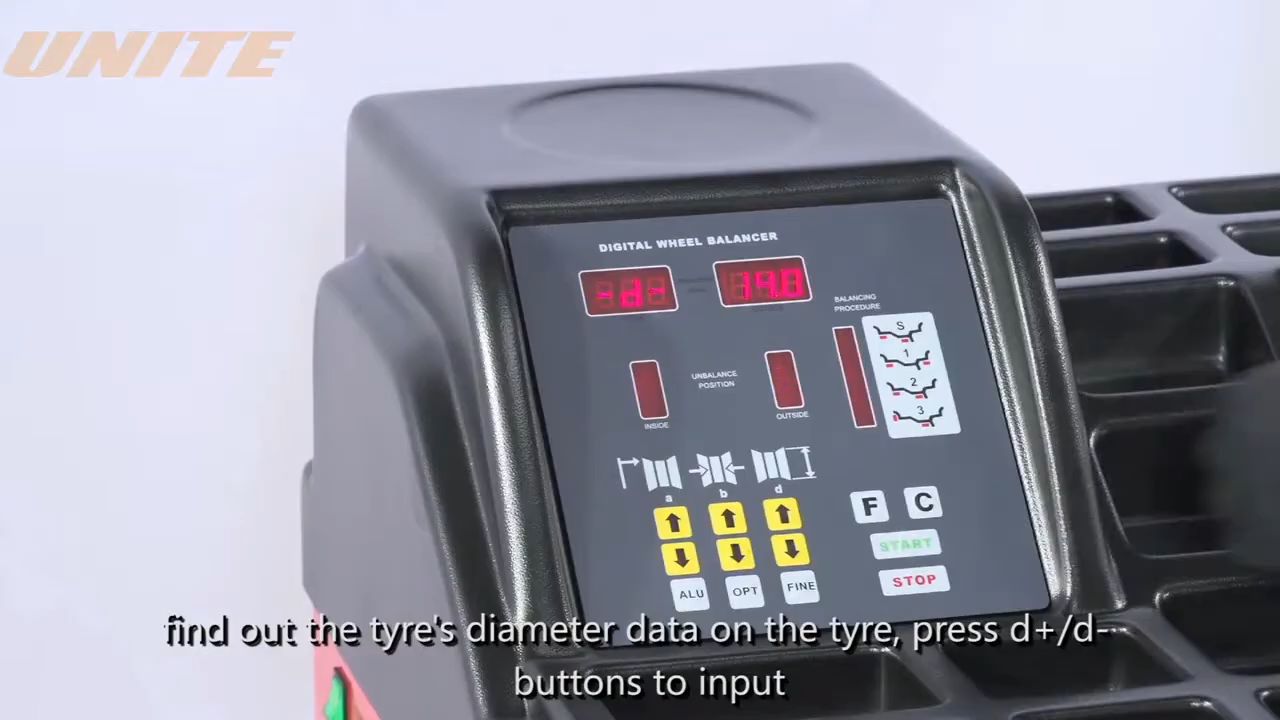 UNITE
DIGITAL WHEEL BALANCER
-d-
14.0
BALANCING
PROCEDURE
S
1
2
3
UNBALANCE
POSITION
INSIDE
OUTSIDE
a
b
d
F
C
START
STOP
ALU
OPT
FINE
find out the tyre's diameter data on the tyre, press d+/d-
buttons to input